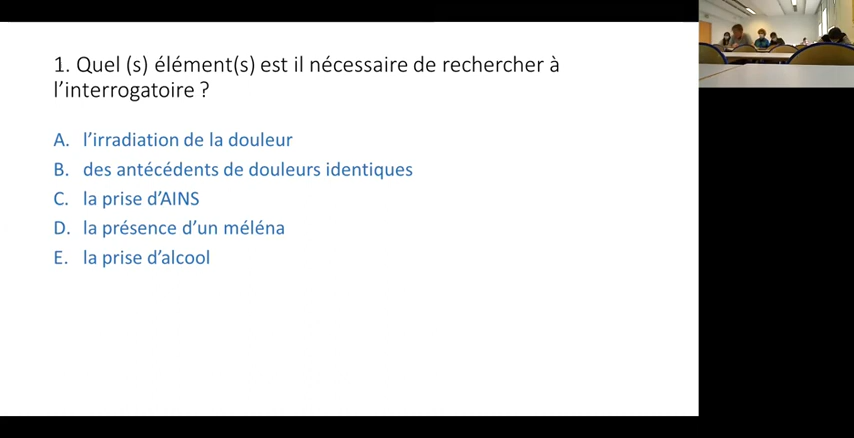 1. Quel (s) élément(s) est il nécessaire de rechercher à
l’interrogatoire ?
A. l’irradiation de la douleur
B. des antécédents de douleurs identiques
C. la prise d’AINS
D. la présence d’un méléna
E. la prise d’alcool